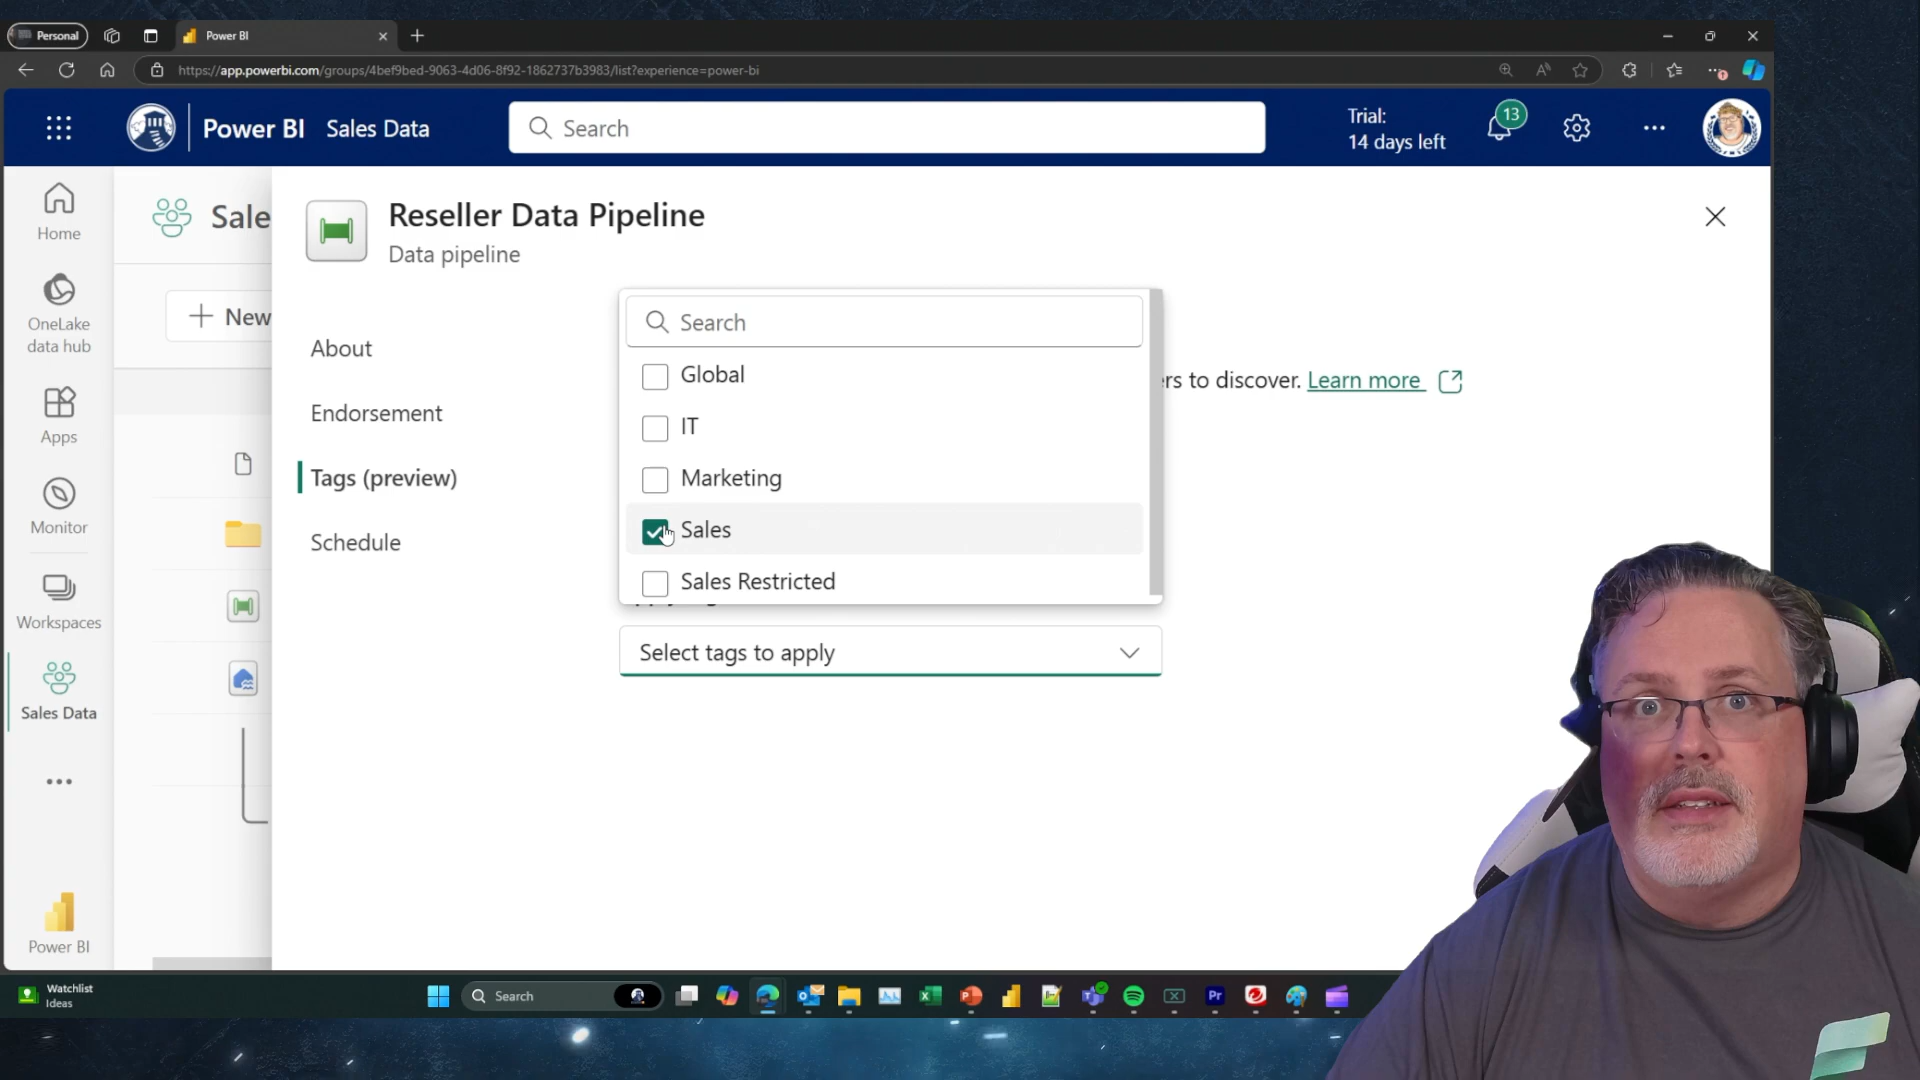 Personal
Power BI
https://app.powerbi.com/groups/4bef9bed-9063-4d06-8f92-1862737b3983/list?experience=power-bi
Power BI
Sales Data
Search
Trial:
14 days left
13
Home
OneLake
data hub
Apps
Monitor
Workspaces
Sales Data
Power BI
Sale
New
Reseller Data Pipeline
Data pipeline
About
Endorsement
Tags (preview)
Schedule
Search
Global
IT
Marketing
Sales
Sales Restricted
ers to discover. Learn more
Select tags to apply
Watchlist
Ideas
Search
Pr